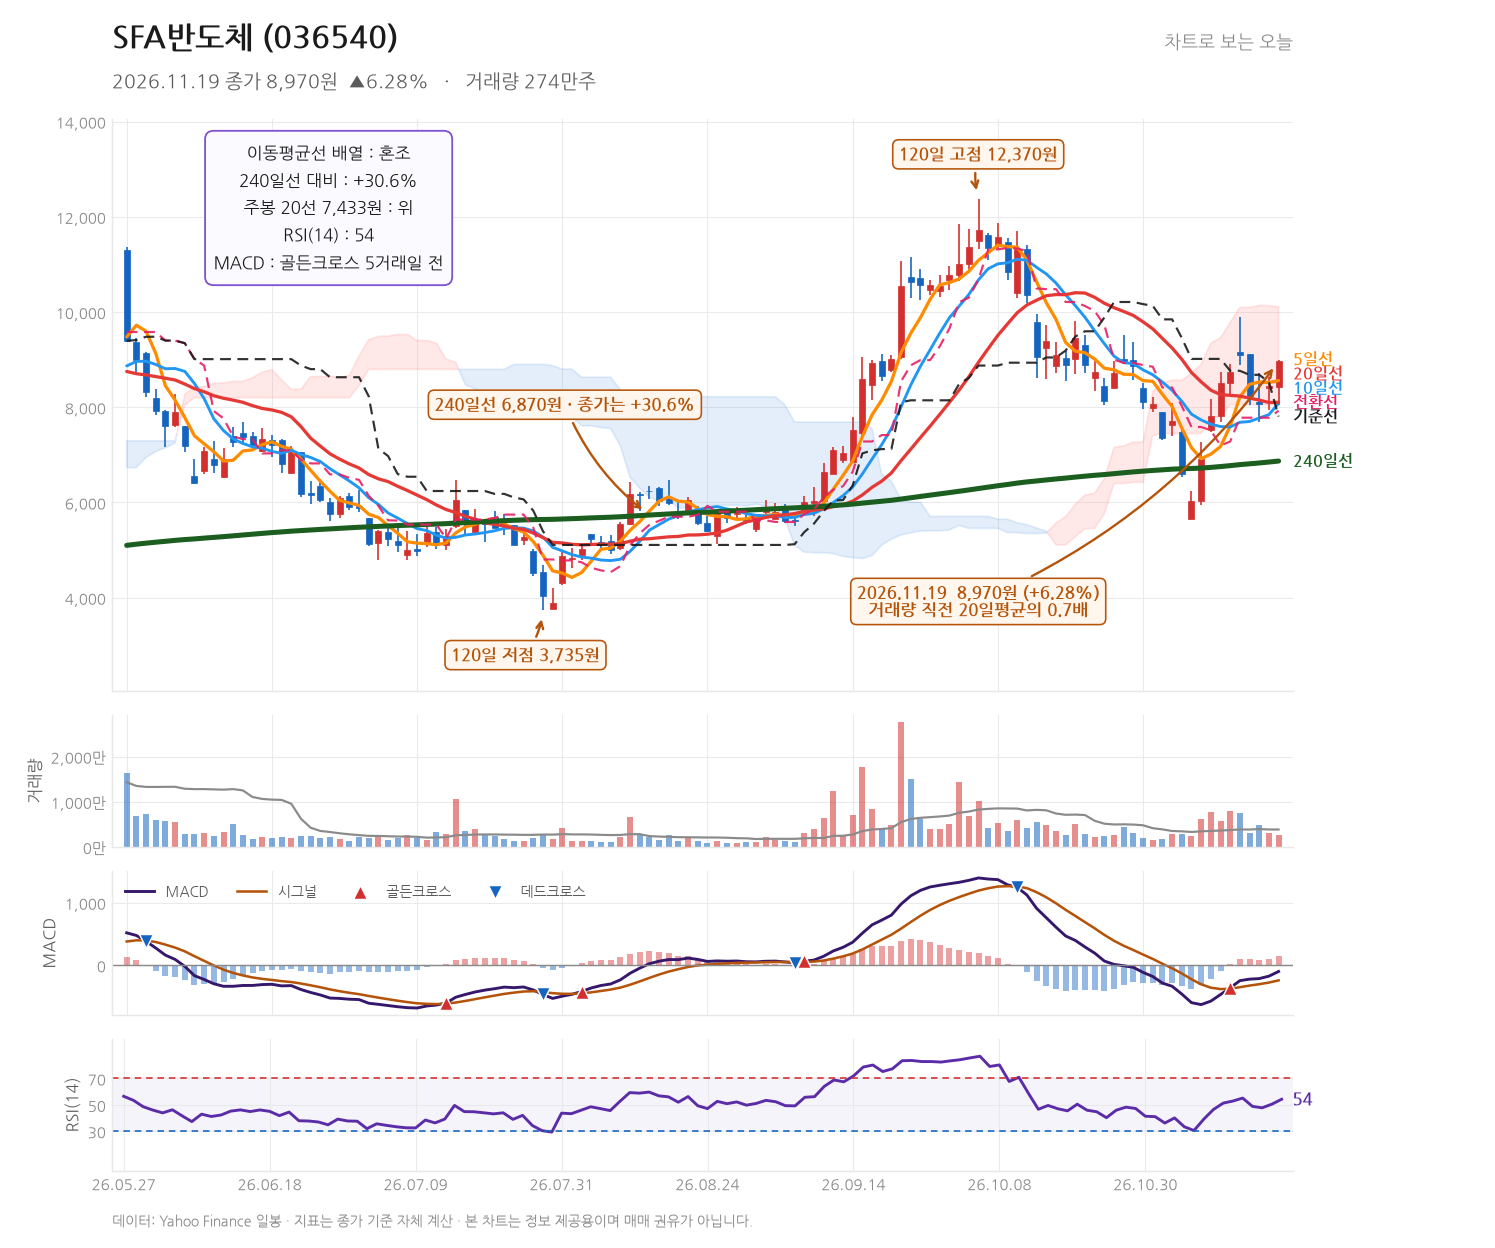 SFA반도체 (036540)
차트로 보는 오늘
2026.11.19 종가 8,970원 ▲6.28% · 거래량 274만주
14,000
12,000
10,000
8,000
6,000
4,000
이동평균선 배열 : 혼조
240일선 대비 : +30.6%
주봉 20선 7,433원 : 위
RSI(14) : 54
MACD : 골든크로스 5거래일 전
120일 고점 12,370원
240일선 6,870원 · 종가는 +30.6%
2026.11.19 8,970원 (+6.28%)
거래량 직전 20일평균의 0.7배
120일 저점 3,735원
5일선
20일선
10일선
전환선
기준선
240일선
거래량
2,000만
1,000만
0만
MACD
1,000
0
MACD
시그널
골든크로스
데드크로스
RSI(14)
70
50
30
54
26.05.27
26.06.18
26.07.09
26.07.31
26.08.24
26.09.14
26.10.08
26.10.30
데이터: Yahoo Finance 일봉 · 지표는 종가 기준 자체 계산 · 본 차트는 정보 제공용이며 매매 권유가 아닙니다.